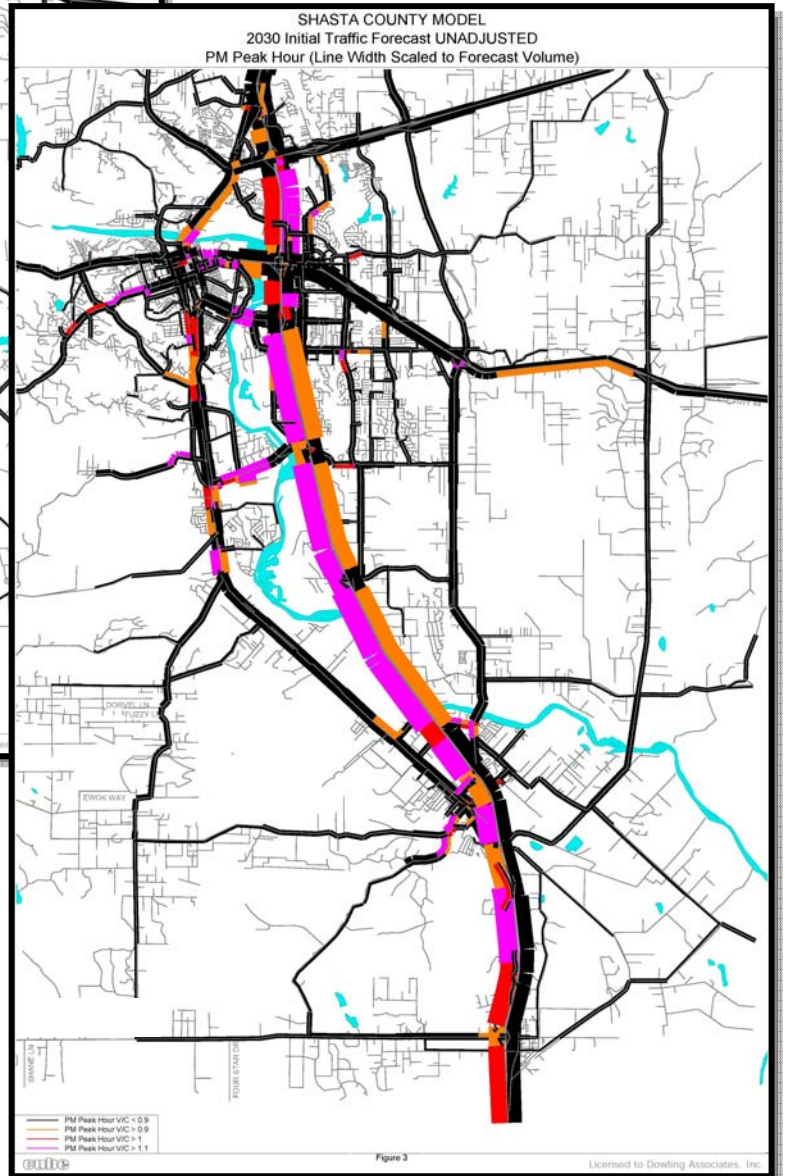 SHASTA COUNTY MODEL
2030 Initial Traffic Forecast UNADJUSTED
PM Peak Hour (Line Width Scaled to Forecast Volume)
DORVEL LN
FUZZY L
EWOK WAY
SHANE LN
FOUR STAR DR
PM Peak Hour V/C < 0.9
PM Peak Hour V/C > 0.9
PM Peak Hour V/C > 1
PM Peak Hour V/C > 1.1
cube
Figure 3
Licensed to Dowling Associates, Inc.